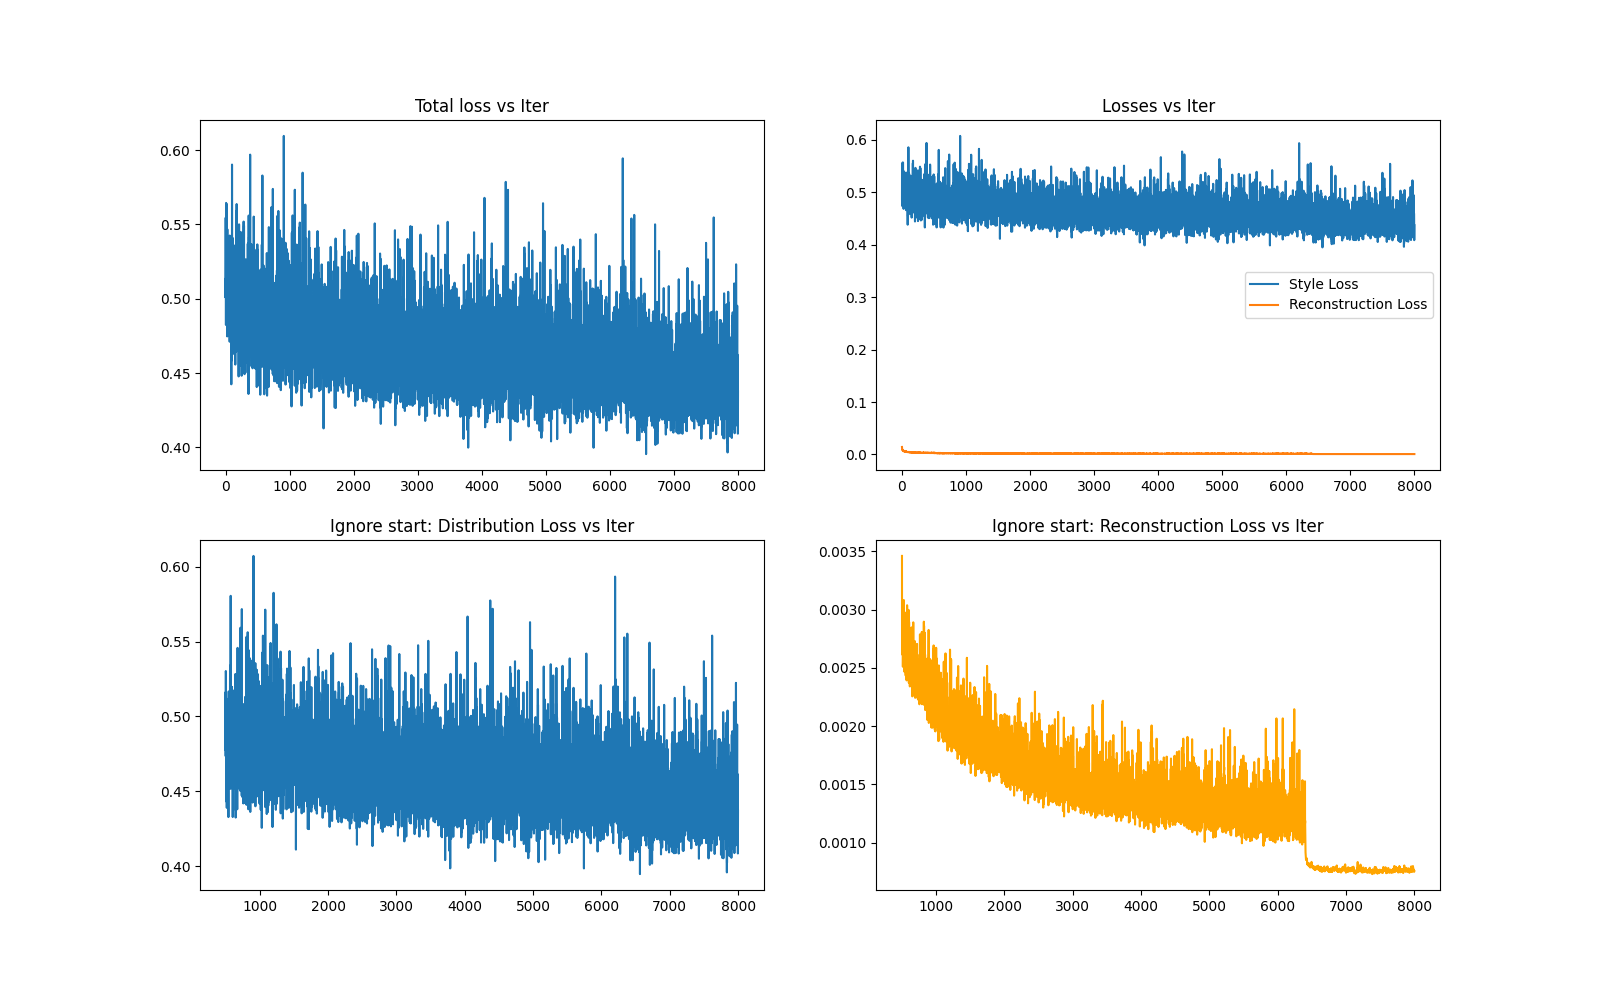 Total loss vs Iter
0.60
0.55
0.50
0.45
0.40
0 1000 2000 3000 4000 5000 6000 7000 8000
Losses vs Iter
0.6
0.5
0.4
0.3
0.2
0.1
0.0
Style Loss
Reconstruction Loss
0 1000 2000 3000 4000 5000 6000 7000 8000
Ignore start: Distribution Loss vs Iter
0.60
0.55
0.50
0.45
0.40
1000 2000 3000 4000 5000 6000 7000 8000
Ignore start: Reconstruction Loss vs Iter
0.0035
0.0030
0.0025
0.0020
0.0015
0.0010
1000 2000 3000 4000 5000 6000 7000 8000